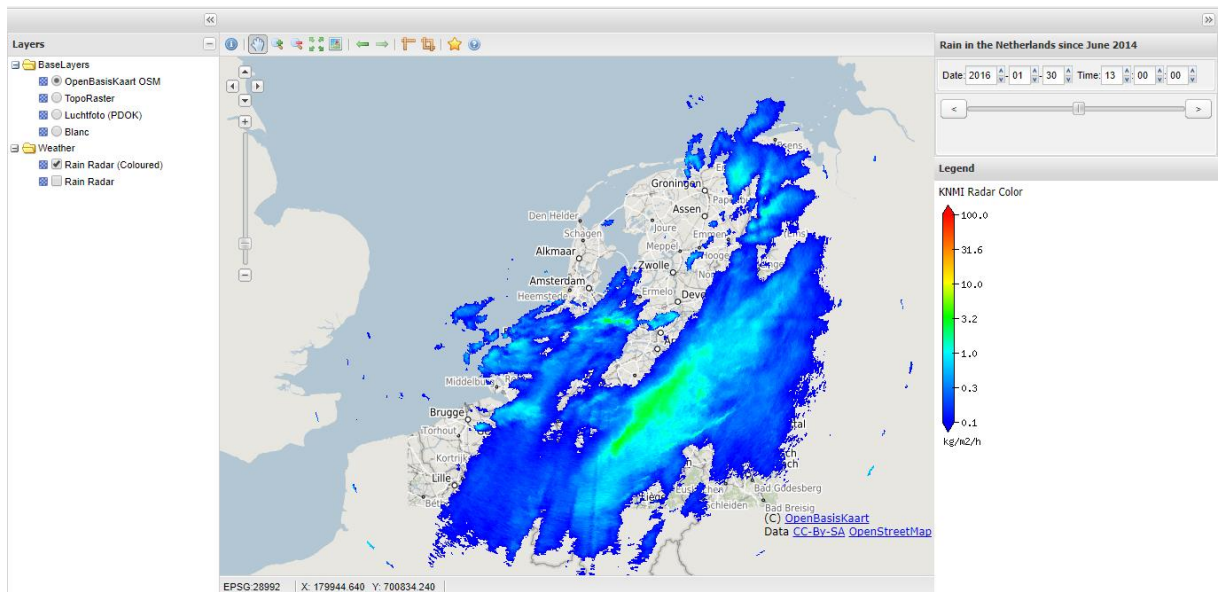 Layers
BaseLayers
OpenBasisKaart OSM
TopoRaster
Luchtfoto (PDOK)
Blanc
Weather
Rain Radar (Coloured)
Rain Radar
Groningen
Assen
Den Helder
Schagen
Joure
Emmen
Meppel
Alkmaar
Zwolle
Amsterdam
Heemstede
Ermelo
Deve
Middelbu
Brugge
Torhout
Kortrij
Lille
Liège
Bad Godesberg
Schleiden
Bad Breisig
(C) OpenBasisKaart
Data CC-By-SA OpenStreetMap
EPSG:28992 X: 179944.640 Y: 700834.240
Rain in the Netherlands since June 2014
Date: 2016 - 01 - 30 Time: 13 : 00 : 00
< >
Legend
KNMI Radar Color
100.0
31.6
10.0
3.2
1.0
0.3
0.1
kg/m2/h